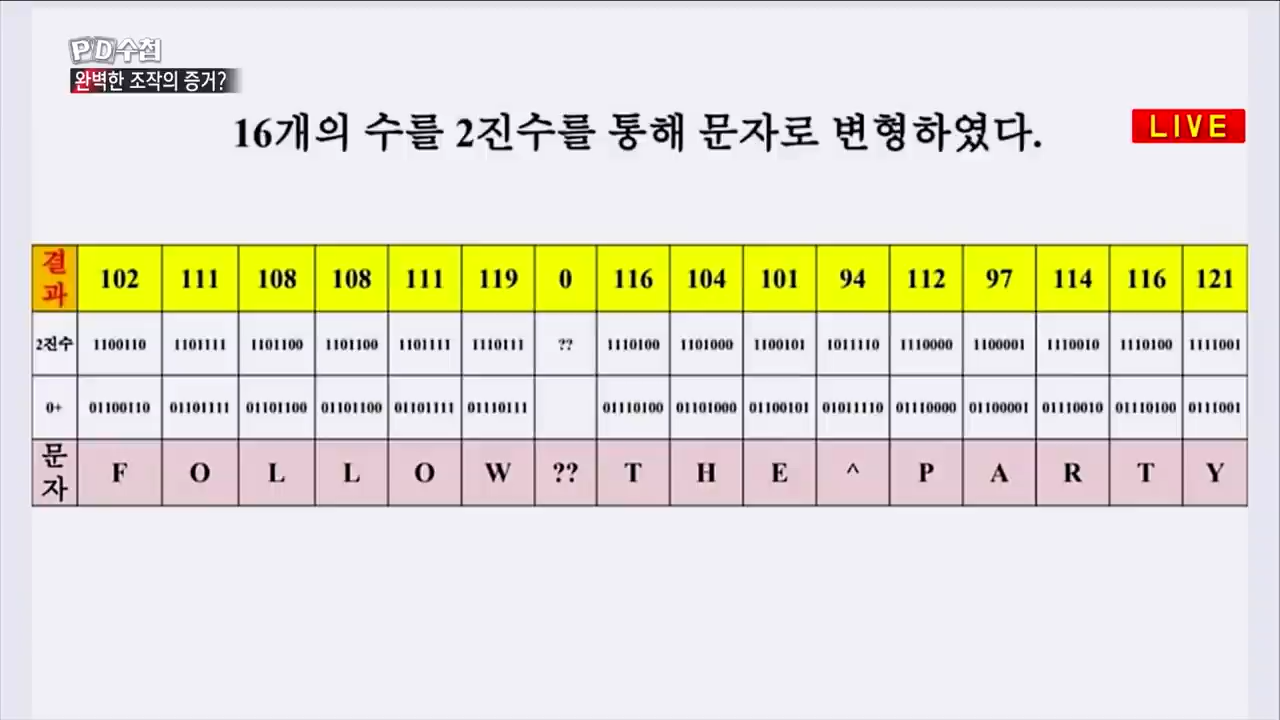 PD수첩
완벽한 조작의 증거?
LIVE
16개의 수를 2진수를 통해 문자로 변형하였다.
결과 102 111 108 108 111 119 0 116 104 101 94 112 97 114 116 121
2진수 1100110 1101111 1101100 1101100 1101111 1110111 ?? 1110100 1101000 1100101 1011110 1110000 1100001 1110010 1110100 1111001
0+ 01100110 01101111 01101100 01101100 01101111 01110111 01110100 01101000 01100101 01011110 01110000 01100001 01110010 01110100 0111001
문자 F O L L O W ?? T H E ^ P A R T Y